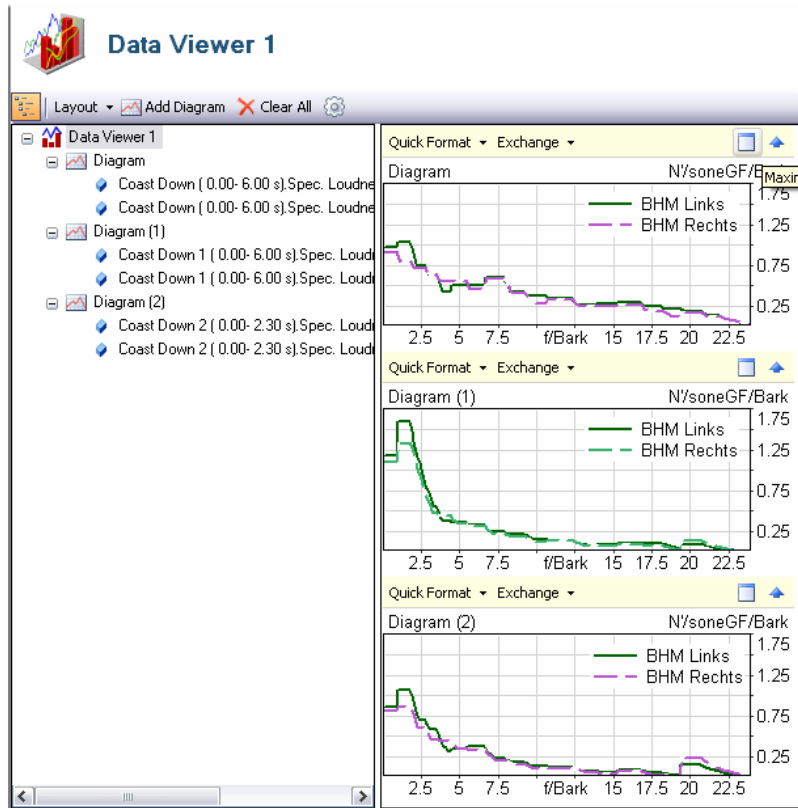 Data Viewer 1
Layout Add Diagram Clear All
Data Viewer 1
Diagram
Coast Down ( 0.00- 6.00 s).Spec. Loudne
Coast Down ( 0.00- 6.00 s).Spec. Loudne
Diagram (1)
Coast Down 1 ( 0.00- 6.00 s).Spec. Loud
Coast Down 1 ( 0.00- 6.00 s).Spec. Loud
Diagram (2)
Coast Down 2 ( 0.00- 2.30 s).Spec. Loud
Coast Down 2 ( 0.00- 2.30 s).Spec. Loud
Quick Format Exchange
Diagram N'/soneGF/Bark
Maxim
1.75
BHM Links
1.25
BHM Rechts
0.75
0.25
2.5 5 7.5 f/Bark 15 17.5 20 22.5
Quick Format Exchange
Diagram (1) N'/soneGF/Bark
1.75
BHM Links
1.25
BHM Rechts
0.75
0.25
2.5 5 7.5 f/Bark 15 17.5 20 22.5
Quick Format Exchange
Diagram (2) N'/soneGF/Bark
1.75
BHM Links
1.25
BHM Rechts
0.75
0.25
2.5 5 7.5 f/Bark 15 17.5 20 22.5